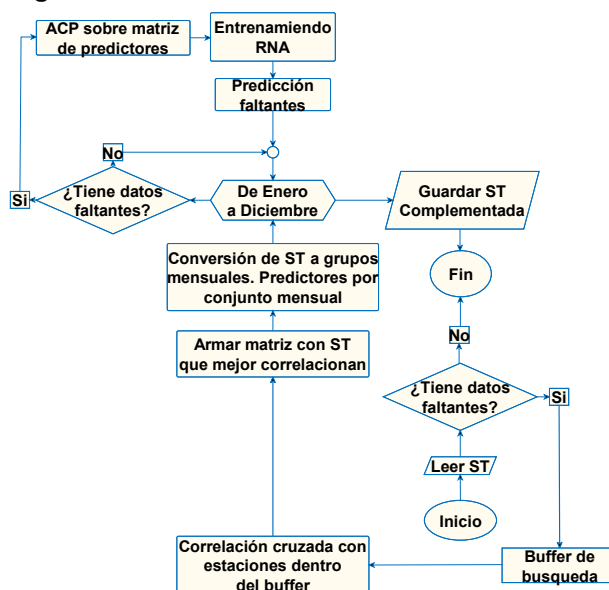 ACP sobre matriz
de predictores
Entrenamiendo
RNA
Predicción
faltantes
No
Si
¿Tiene datos
faltantes?
De Enero
a Diciembre
Guardar ST
Complementada
Conversión de ST a grupos
mensuales. Predictores por
conjunto mensual
Fin
Armar matriz con ST
que mejor correlacionan
No
¿Tiene datos
faltantes?
Si
Leer ST
Inicio
Correlación cruzada con
estaciones dentro
del buffer
Buffer de
busqueda